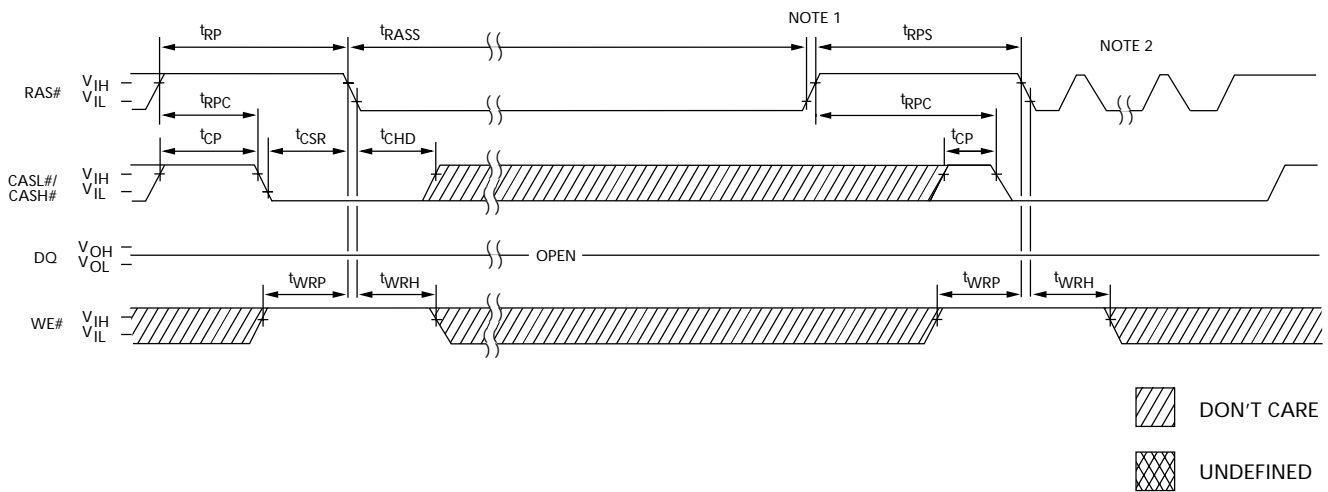 NOTE 1
tRP
tRASS
tRPS
NOTE 2
RAS#
VIH
VIL
tRPC
tRPC
tCP
tCSR
tCHD
tCP
CASL#/
CASH#
VIH
VIL
DQ
VOH
VOL
OPEN
tWRP
tWRH
tWRP
tWRH
WE#
VIH
VIL
DON'T CARE
UNDEFINED